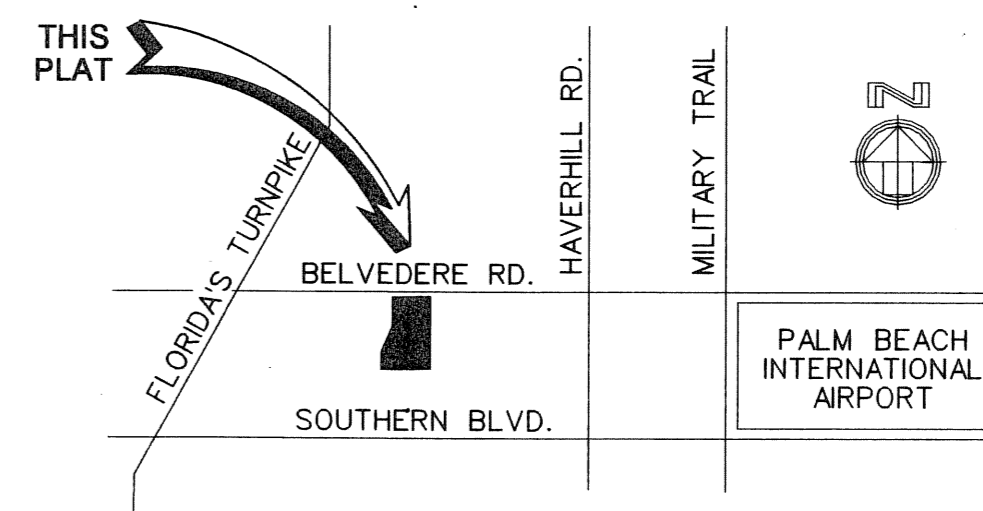 THIS
PLAT
FLORIDA'S TURNPIKE
HAVERHILL RD.
MILITARY TRAIL
N
BELVEDERE RD.
PALM BEACH
INTERNATIONAL
AIRPORT
SOUTHERN BLVD.